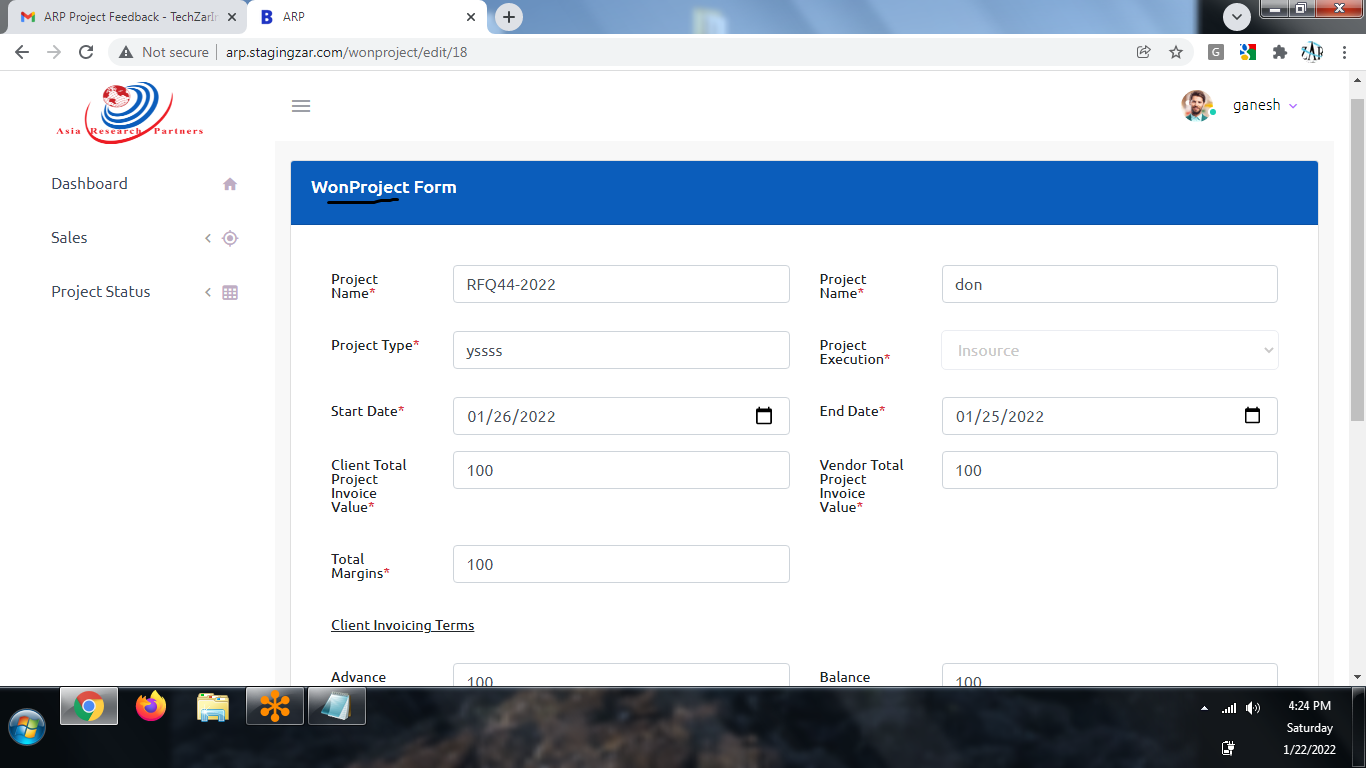 ARP Project Feedback - TechZarIn
ARP
Not secure
arp.stagingzar.com/wonproject/edit/18
G
ZAR
Asia Research Partners
ganesh
Dashboard
Sales
Project Status
WonProject Form
Project Name*
RFQ44-2022
Project Name*
don
Project Type*
yssss
Project Execution*
Insource
Start Date*
01/26/2022
End Date*
01/25/2022
Client Total Project Invoice Value*
100
Vendor Total Project Invoice Value*
100
Total Margins*
100
Client Invoicing Terms
Advance
100
Balance
100
4:24 PM
Saturday
1/22/2022